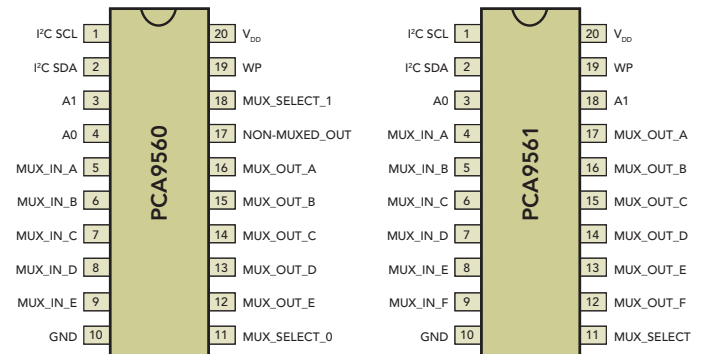 I²C SCL 1 20 VDD
I²C SDA 2 19 WP
A1 3 18 MUX_SELECT_1
A0 4 17 NON-MUXED_OUT
MUX_IN_A 5 16 MUX_OUT_A
MUX_IN_B 6 15 MUX_OUT_B
MUX_IN_C 7 14 MUX_OUT_C
MUX_IN_D 8 13 MUX_OUT_D
MUX_IN_E 9 12 MUX_OUT_E
GND 10 11 MUX_SELECT_0
PCA9560
I²C SCL 1 20 VDD
I²C SDA 2 19 WP
A0 3 18 A1
MUX_IN_A 4 17 MUX_OUT_A
MUX_IN_B 5 16 MUX_OUT_B
MUX_IN_C 6 15 MUX_OUT_C
MUX_IN_D 7 14 MUX_OUT_D
MUX_IN_E 8 13 MUX_OUT_E
MUX_IN_F 9 12 MUX_OUT_F
GND 10 11 MUX_SELECT
PCA9561